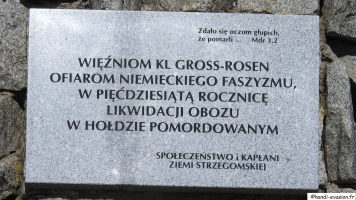 Zdało się oczom głupich,
że pomarli ... Mdr 3,2
WIĘŹNIOM KL GROSS-ROSEN
OFIAROM NIEMIECKIEGO FASZYZMU,
W PIĘĆDZIESIĄTĄ ROCZNICĘ
LIKWIDACJI OBOZU
W HOŁDZIE POMORDOWANYM
SPOŁECZEŃSTWO i KAPŁANI
ZIEMI STRZEGOMSKIEJ
©handi-evasion.fr